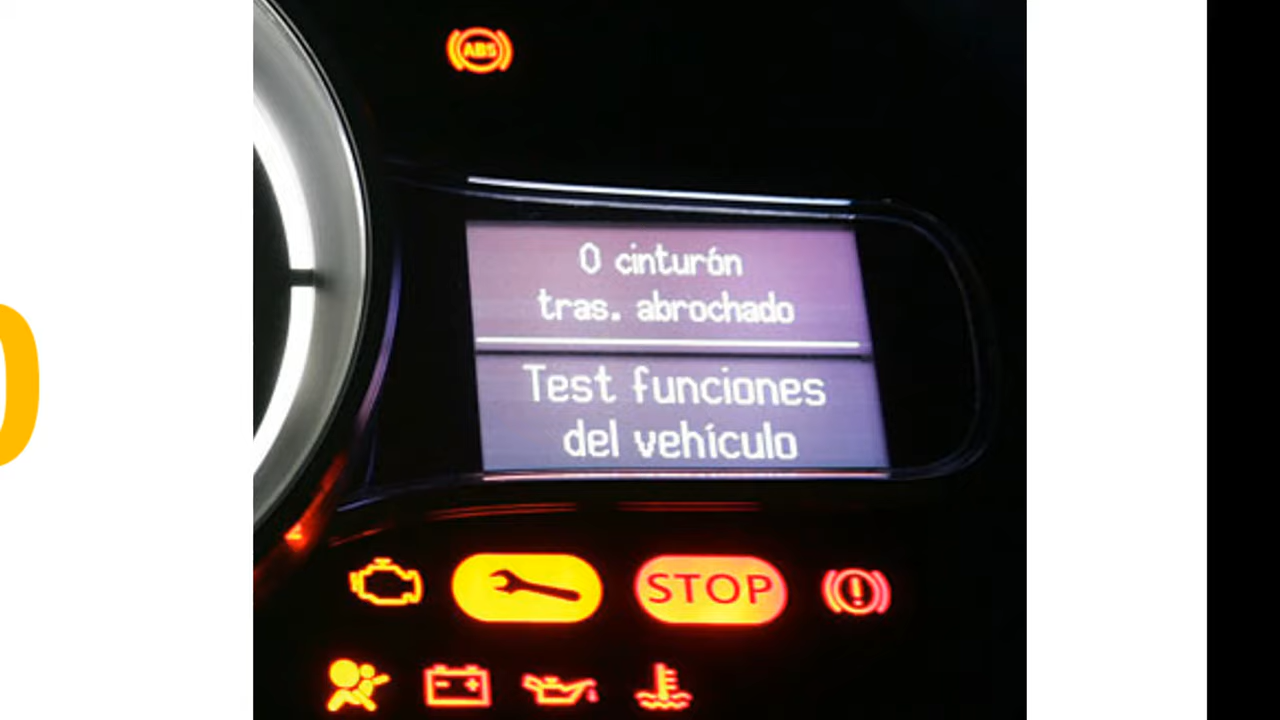 ABS
0 cinturón
tras. abrochado
Test funciones
del vehículo
STOP